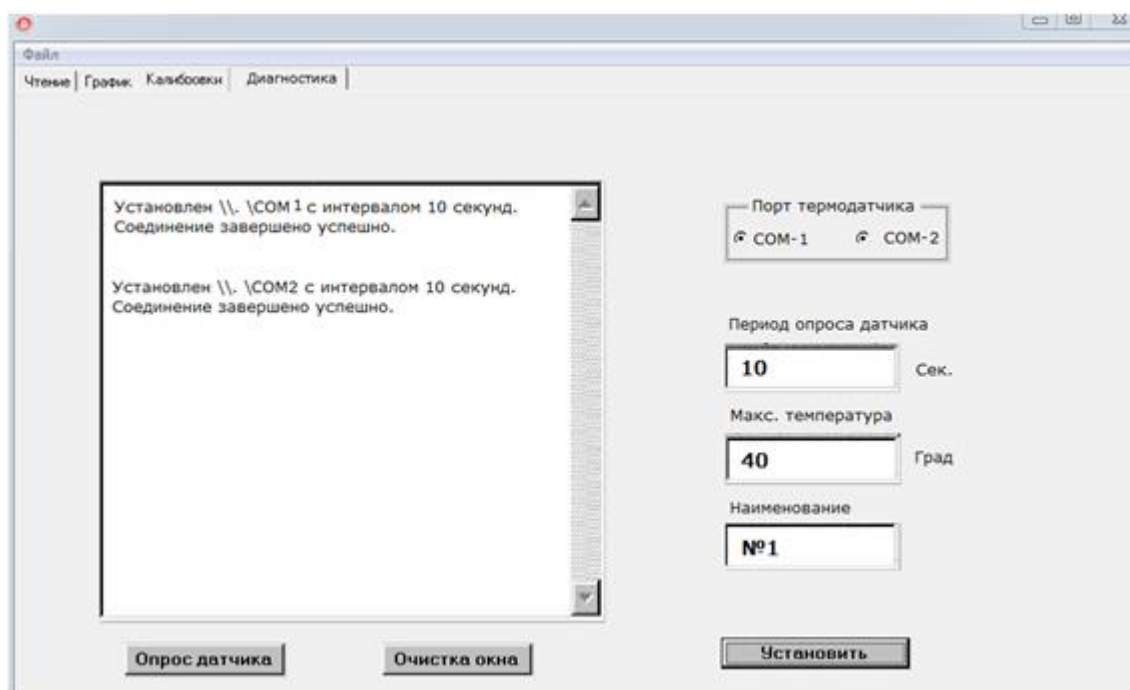 Файл
Чтение График Калибровки Диагностика
Установлен \\. \COM 1 с интервалом 10 секунд.
Соединение завершено успешно.
Установлен \\. \COM2 с интервалом 10 секунд.
Соединение завершено успешно.
Порт термодатчика
COM-1 COM-2
Период опроса датчика
10 Сек.
Макс. температура
40 Град
Наименование
№1
Опрос датчика Очистка окна Установить